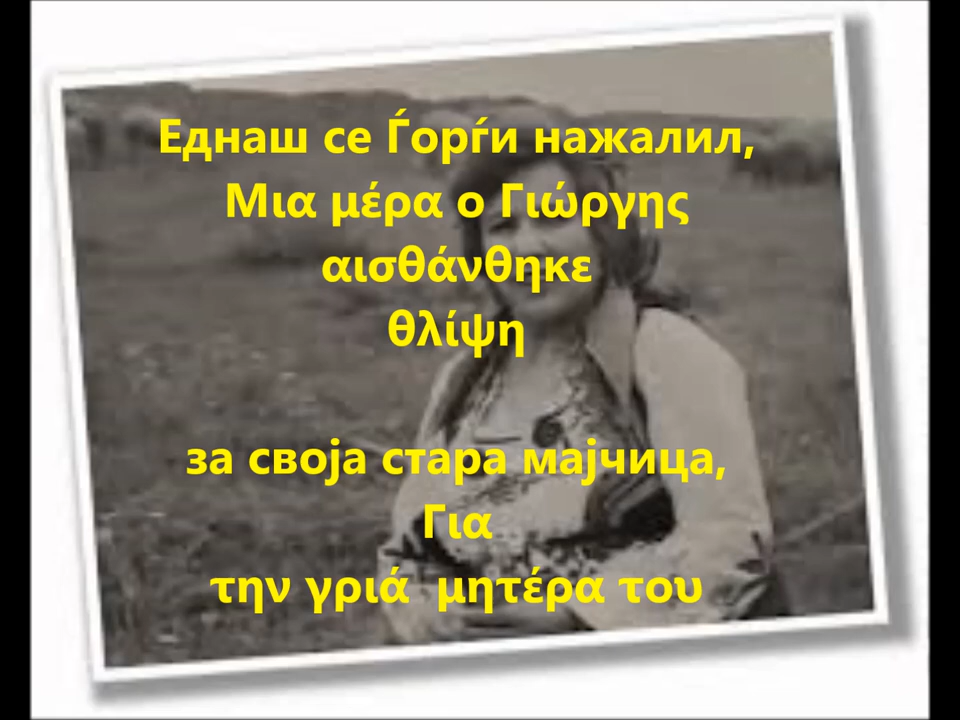 Еднаш се Ѓорѓи нажалил,
Μια μέρα ο Γιώργης
αισθάνθηκε
θλίψη
за своја стара мајчица,
Για
την γριά μητέρα του